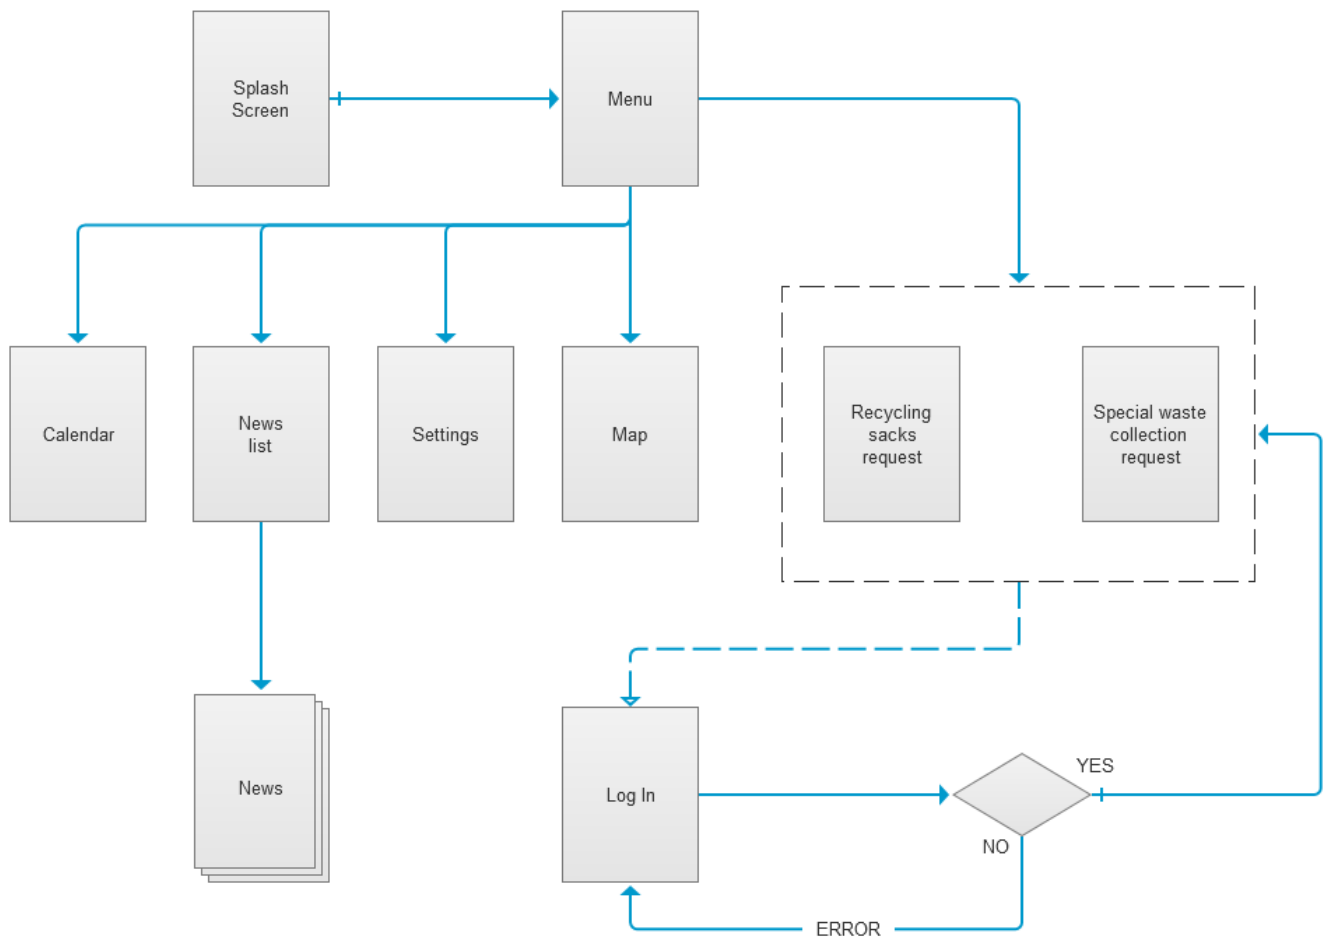 Splash
Screen
Menu
Calendar
News
list
Settings
Map
Recycling
sacks
request
Special waste
collection
request
News
Log In
YES
NO
ERROR